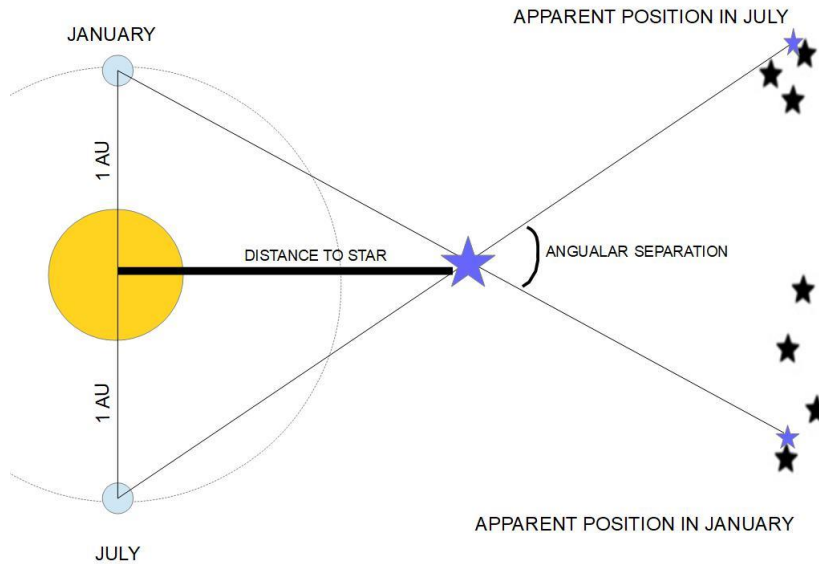 APPARENT POSITION IN JULY
JANUARY
1 AU
DISTANCE TO STAR
ANGUALAR SEPARATION
1 AU
APPARENT POSITION IN JANUARY
JULY